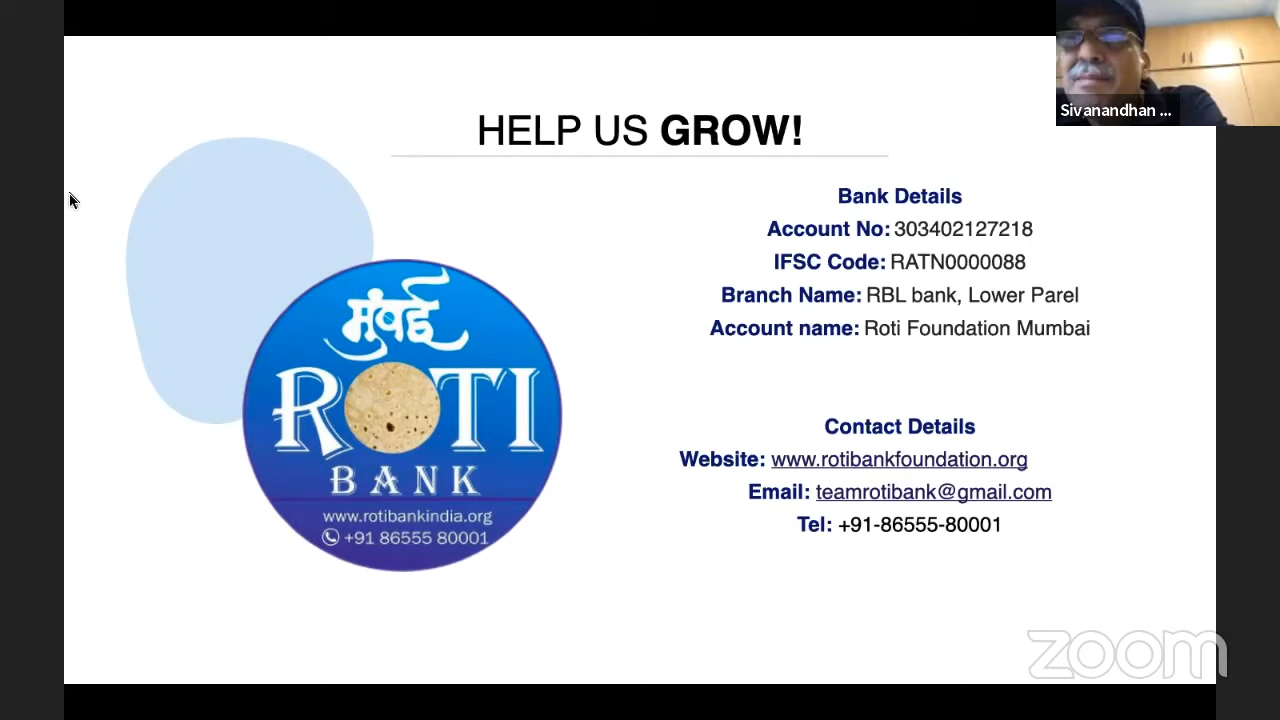 Sivanandhan ...
HELP US GROW!
Bank Details
Account No: 303402127218
IFSC Code: RATN0000088
Branch Name: RBL bank, Lower Parel
Account name: Roti Foundation Mumbai
मुंबई
ROTI
BANK
www.rotibankindia.org
+91 86555 80001
Contact Details
Website: www.rotibankfoundation.org
Email: teamrotibank@gmail.com
Tel: +91-86555-80001
zoom